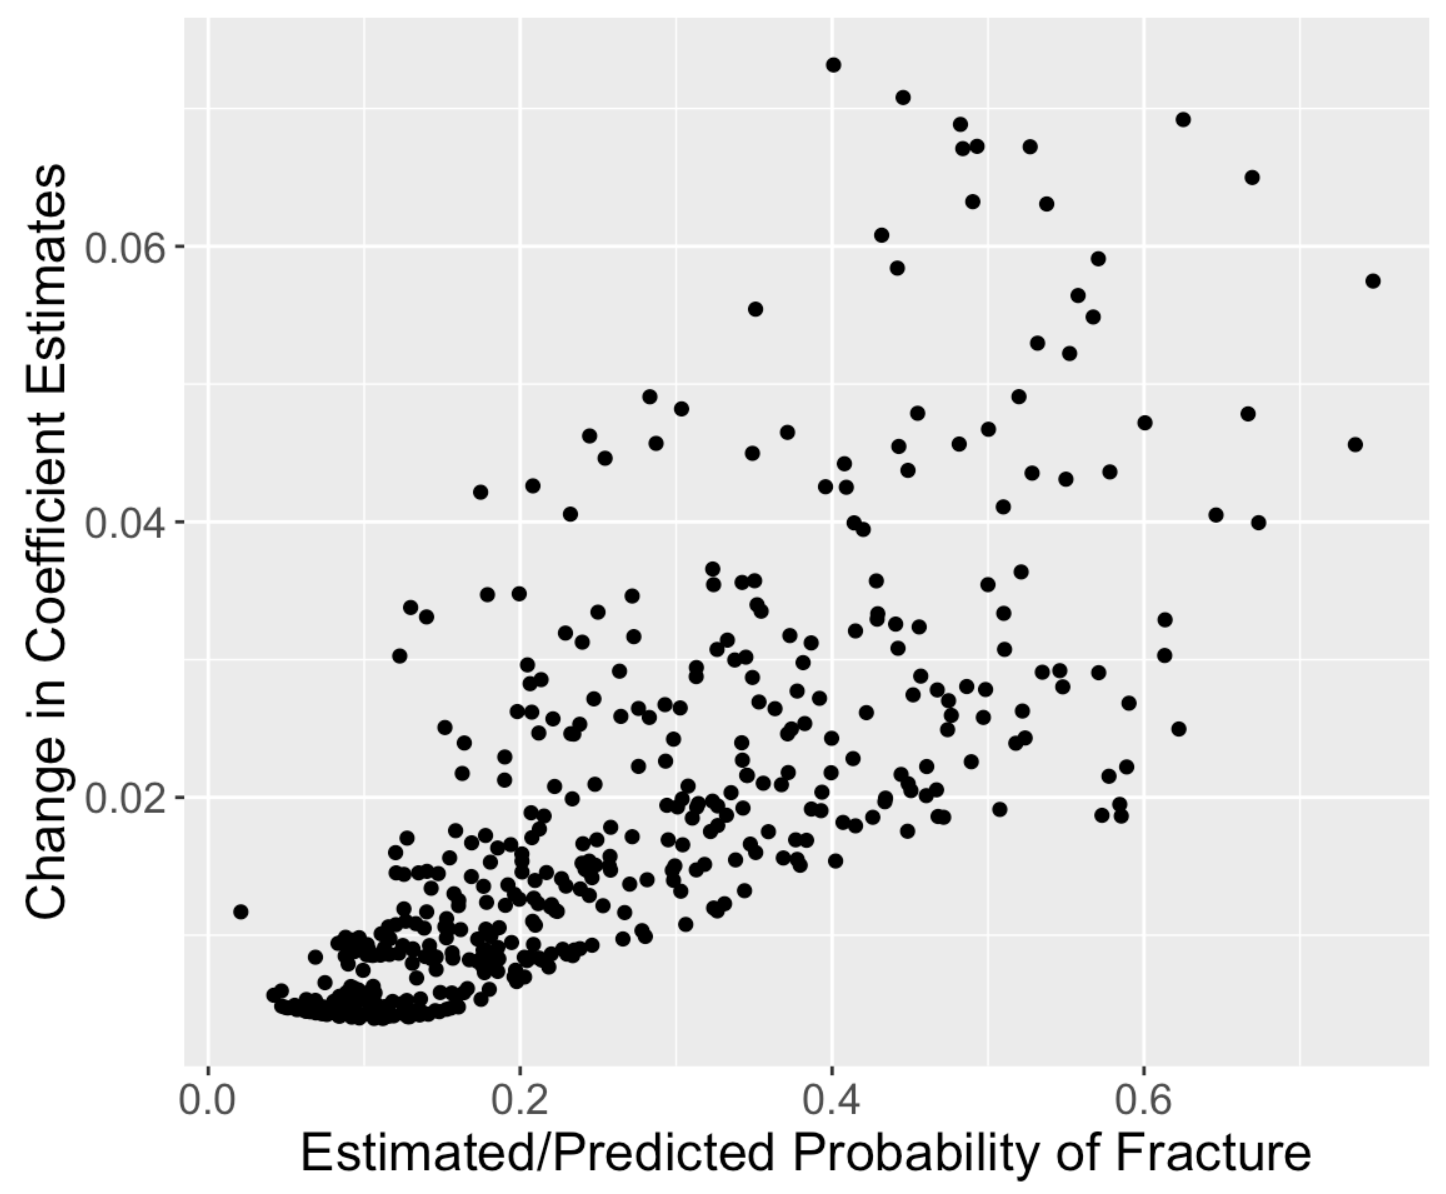 Change in Coefficient Estimates
0.06
0.04
0.02
0.0 0.2 0.4 0.6
Estimated/Predicted Probability of Fracture